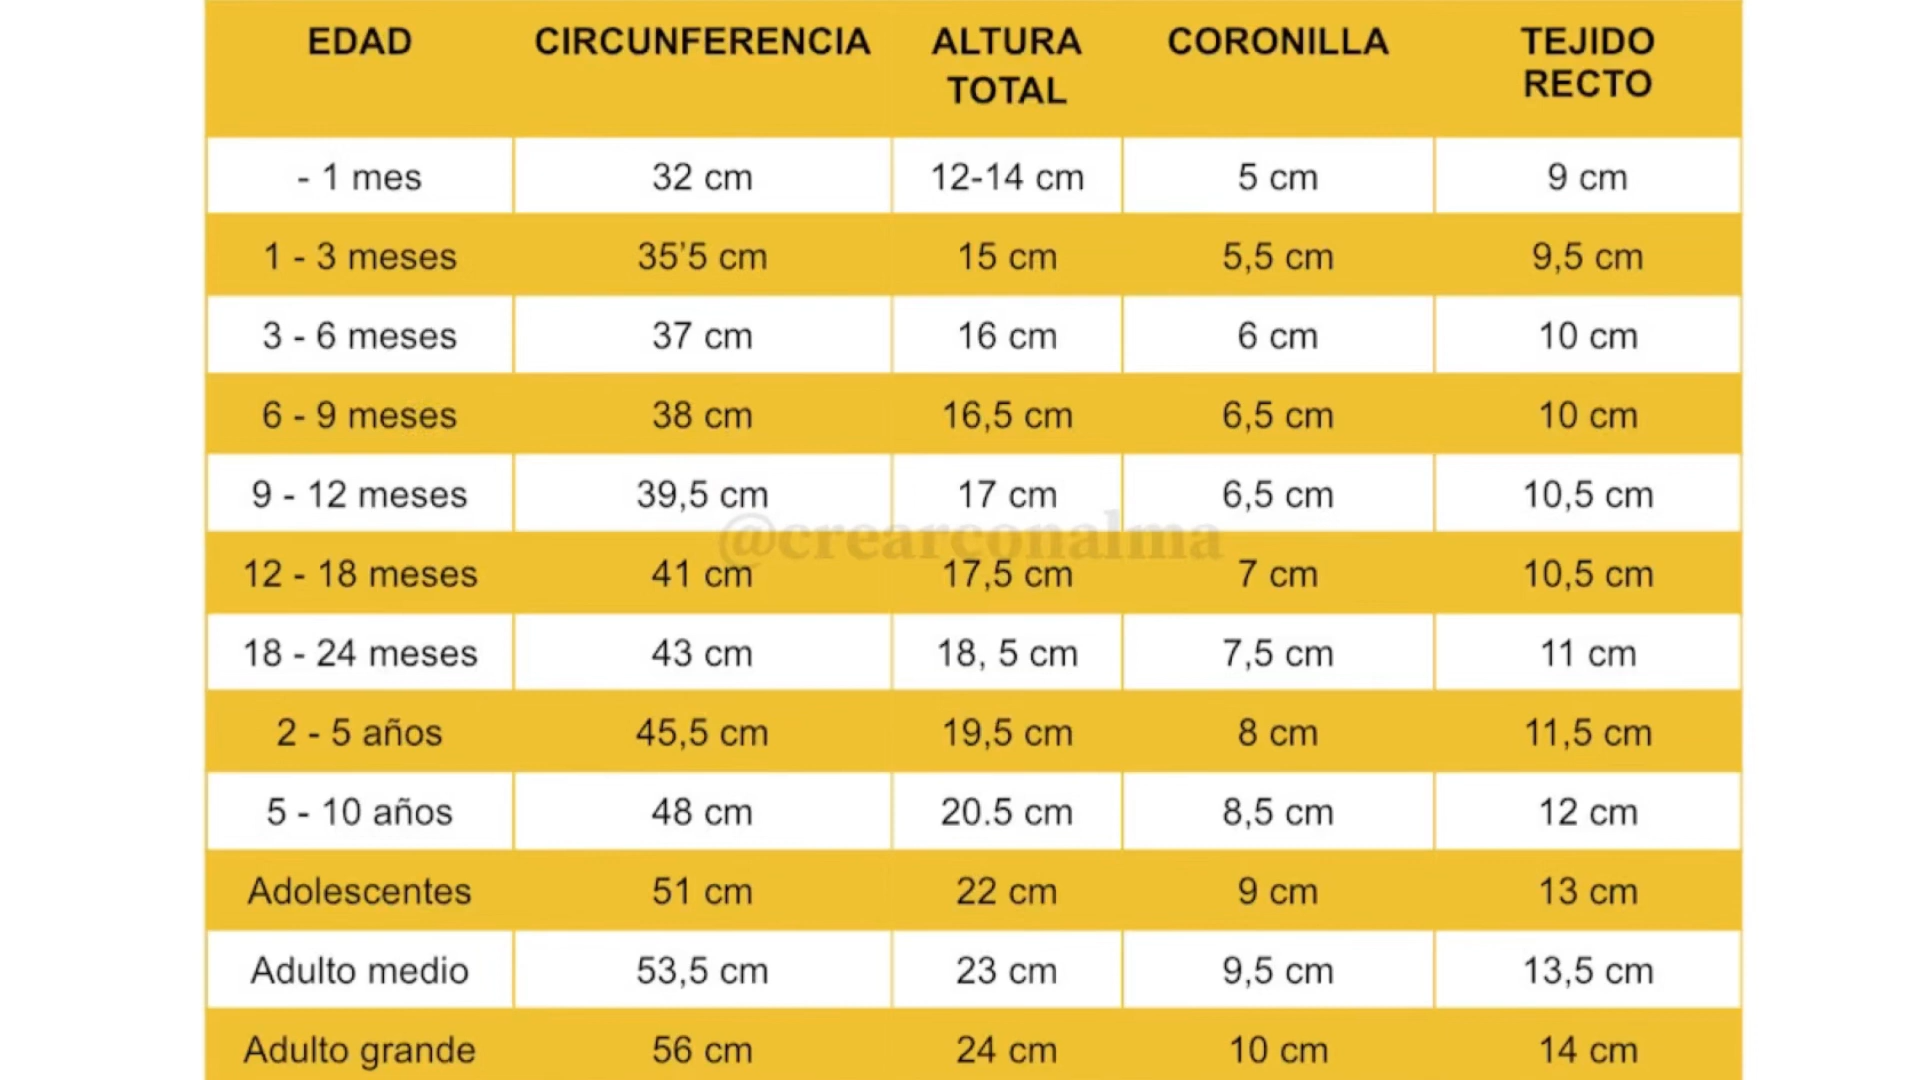 EDAD CIRCUNFERENCIA ALTURA TOTAL CORONILLA TEJIDO RECTO
- 1 mes 32 cm 12-14 cm 5 cm 9 cm
1 - 3 meses 35’5 cm 15 cm 5,5 cm 9,5 cm
3 - 6 meses 37 cm 16 cm 6 cm 10 cm
6 - 9 meses 38 cm 16,5 cm 6,5 cm 10 cm
9 - 12 meses 39,5 cm 17 cm 6,5 cm 10,5 cm
@crearconalma
12 - 18 meses 41 cm 17,5 cm 7 cm 10,5 cm
18 - 24 meses 43 cm 18, 5 cm 7,5 cm 11 cm
2 - 5 años 45,5 cm 19,5 cm 8 cm 11,5 cm
5 - 10 años 48 cm 20.5 cm 8,5 cm 12 cm
Adolescentes 51 cm 22 cm 9 cm 13 cm
Adulto medio 53,5 cm 23 cm 9,5 cm 13,5 cm
Adulto grande 56 cm 24 cm 10 cm 14 cm